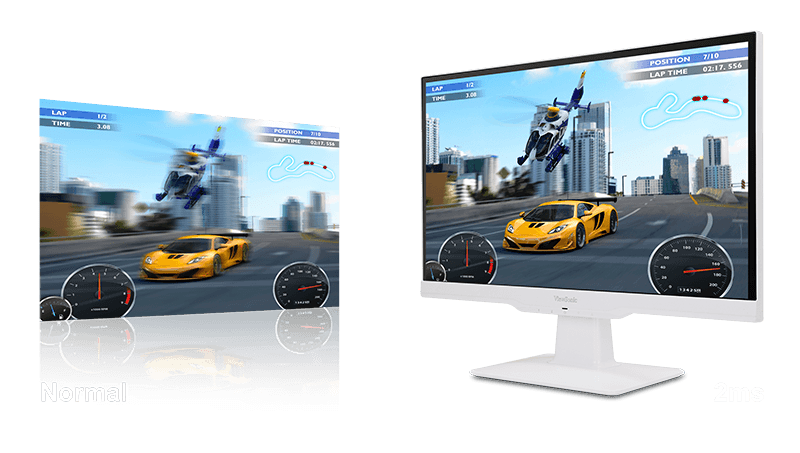 LAP 1/2
TIME 3.08
POSITION 7/10
LAP TIME 02:17. 556
Normal
LAP 1/2
TIME 3.08
POSITION 7/10
LAP TIME 02:17. 556
ViewSonic
2ms